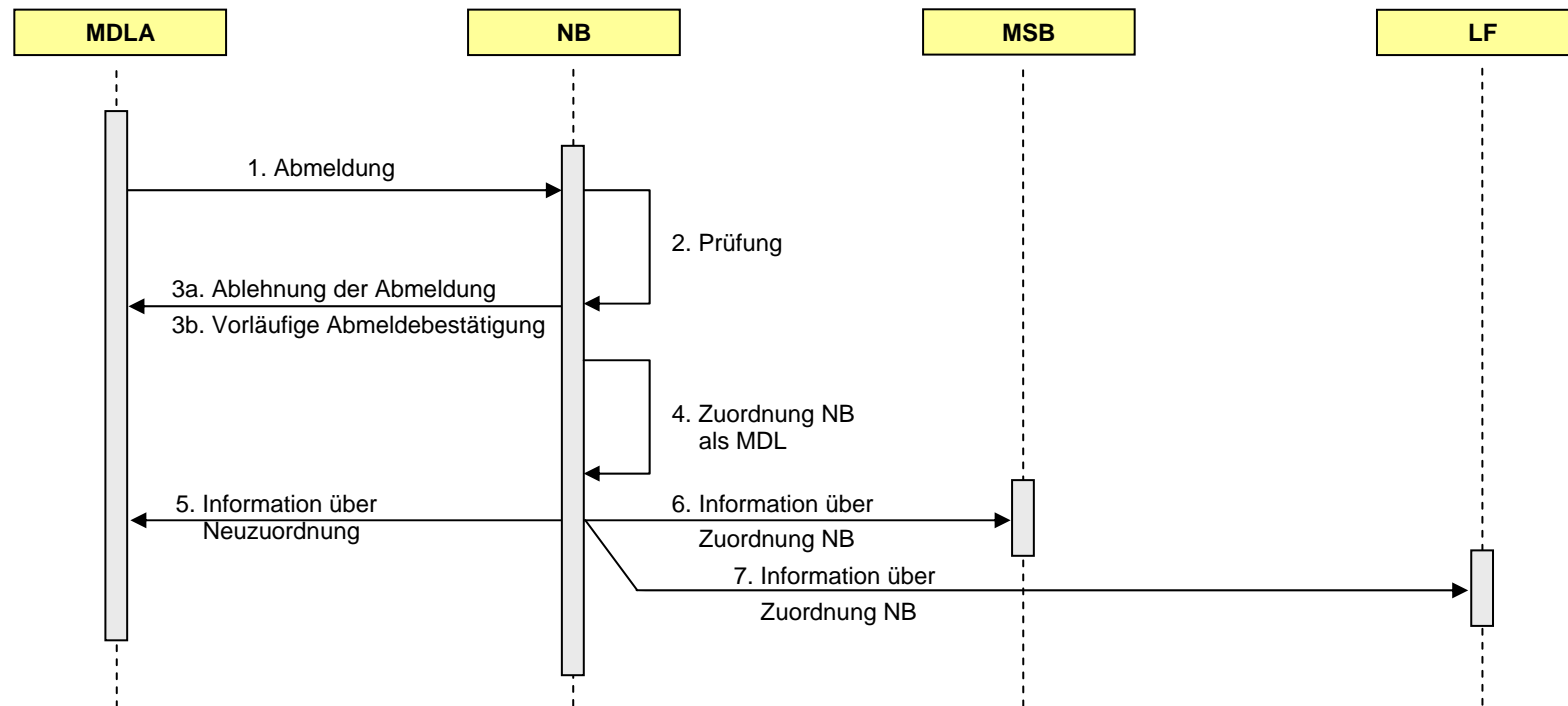 MDLA
NB
MSB
LF
1. Abmeldung
2. Prüfung
3a. Ablehnung der Abmeldung
3b. Vorläufige Abmeldebestätigung
4. Zuordnung NB
als MDL
5. Information über
Neuzuordnung
6. Information über
Zuordnung NB
7. Information über
Zuordnung NB